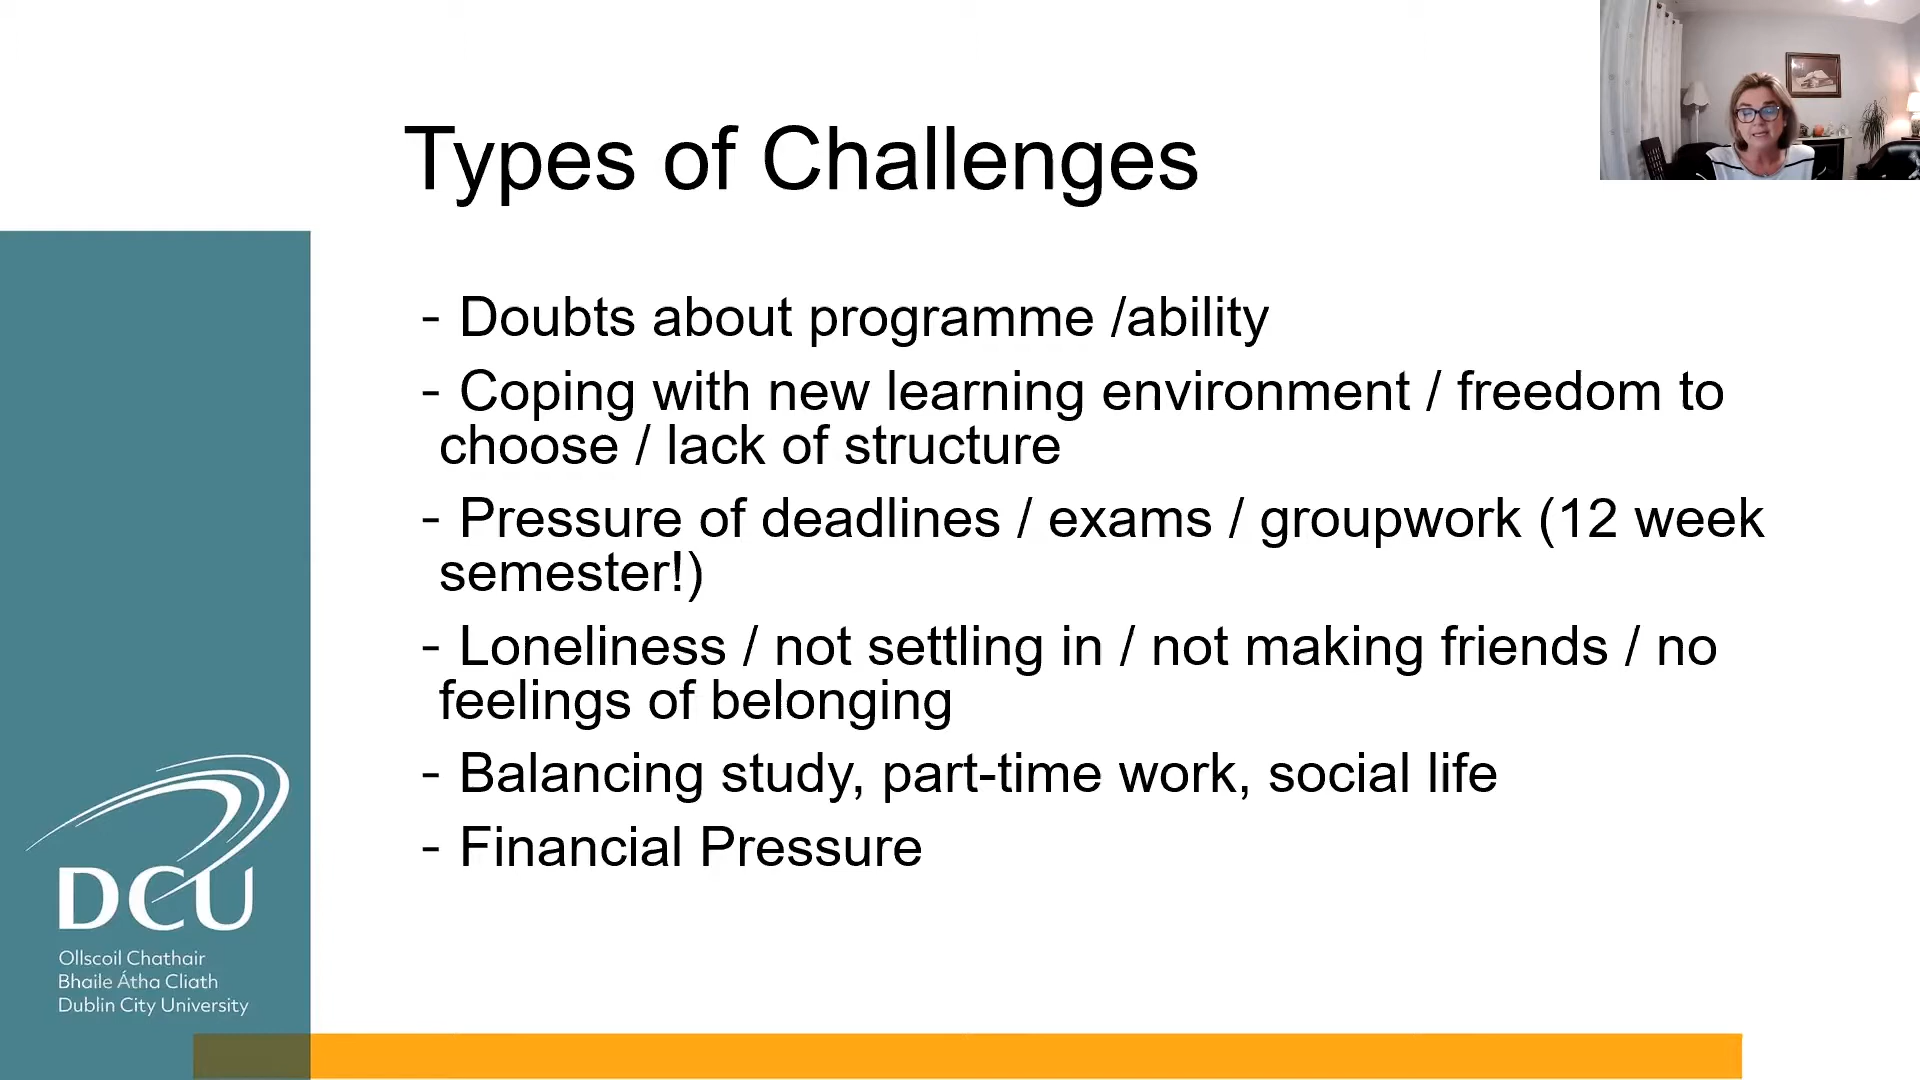 Types of Challenges
- Doubts about programme /ability
- Coping with new learning environment / freedom to
choose / lack of structure
- Pressure of deadlines / exams / groupwork (12 week
semester!)
- Loneliness / not settling in / not making friends / no
feelings of belonging
- Balancing study, part-time work, social life
- Financial Pressure
DCU
Ollscoil Chathair
Bhaile Átha Cliath
Dublin City University